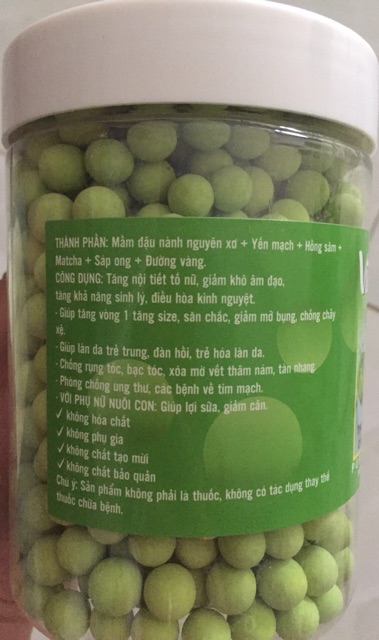 THÀNH PHẦN: Mầm đậu nành nguyên xơ + Yến mạch + Hồng sâm +
Matcha + Sáp ong + Đường vàng.
CÔNG DỤNG: Tăng nội tiết tố nữ, giảm khô âm đạo,
tăng khả năng sinh lý, điều hòa kinh nguyệt.
- Giúp tăng vòng 1 tăng size, săn chắc, giảm mỡ bụng, chống chảy
xệ.
- Giúp làn da trẻ trung, đàn hồi, trẻ hóa làn da.
- Chống rụng tóc, bạc tóc, xóa mờ vết thâm nám, tàn nhang.
- Phòng chống ung thư, các bệnh về tim mạch.
- VỚI PHỤ NỮ NUÔI CON: Giúp lợi sữa, giảm cân.
✓ không hóa chất
✓ không phụ gia
✓ không chất tạo mùi
✓ không chất bảo quản
Chú ý: Sản phẩm không phải là thuốc, không có tác dụng thay thế
thuốc chữa bệnh.